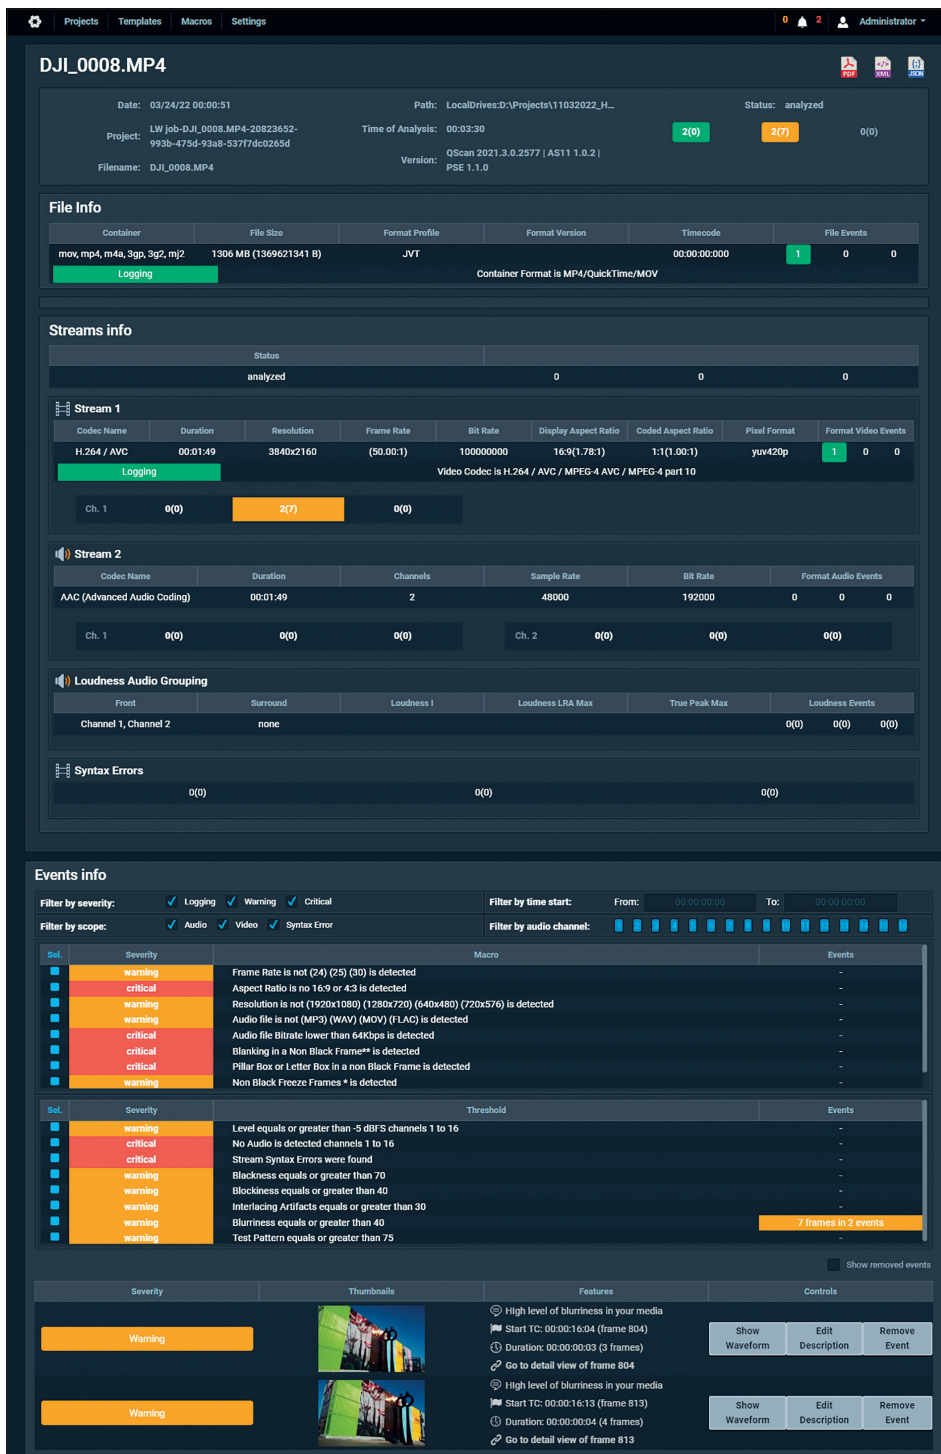 Projects Templates Macros Settings 0 2 Administrator
DJI_0008.MP4
PDF XML JSON
Date: 03/24/22 00:00:51 Path: LocalDrives:D:\Projects\11032022_H... Status: analyzed
Project: LW job-DJI_0008.MP4-20823652-993b-475d-93a8-537f7dc0265d Time of Analysis: 00:03:30 2(0) 2(7) 0(0)
Filename: DJI_0008.MP4 Version: QScan 2021.3.0.2577 | AS11 1.0.2 | PSE 1.1.0
File Info
Container File Size Format Profile Format Version Timecode File Events
mov, mp4, m4a, 3gp, 3g2, mj2 1306 MB (1369621341 B) JVT 00:00:00:000 1 0 0
Logging Container Format is MP4/QuickTime/MOV
Streams info
Status
analyzed 0 0 0
Stream 1
Codec Name Duration Resolution Frame Rate Bit Rate Display Aspect Ratio Coded Aspect Ratio Pixel Format Format Video Events
H.264 / AVC 00:01:49 3840x2160 (50.00:1) 100000000 16:9(1.78:1) 1:1(1.00:1) yuv420p 1 0 0
Logging Video Codec is H.264 / AVC / MPEG-4 AVC / MPEG-4 part 10
Ch. 1 0(0) 2(7) 0(0)
Stream 2
Codec Name Duration Channels Sample Rate Bit Rate Format Audio Events
AAC (Advanced Audio Coding) 00:01:49 2 48000 192000 0 0 0
Ch. 1 0(0) 0(0) 0(0) Ch. 2 0(0) 0(0) 0(0)
Loudness Audio Grouping
Front Surround Loudness I Loudness LRA Max True Peak Max Loudness Events
Channel 1, Channel 2 none 0(0) 0(0) 0(0)
Syntax Errors
0(0) 0(0) 0(0)
Events info
Filter by severity: Logging Warning Critical Filter by time start: From: 00:00:00:00 To: 00:00:00:00
Filter by scope: Audio Video Syntax Error Filter by audio channel: 1 2 3 4 5 6 7 8 9 10 11 12 13 14 15 16
Sel. Severity Macro Events
warning Frame Rate is not (24) (25) (30) is detected -
critical Aspect Ratio is no 16:9 or 4:3 is detected -
warning Resolution is not (1920x1080) (1280x720) (640x480) (720x576) is detected -
warning Audio file is not (MP3) (WAV) (MOV) (FLAC) is detected -
critical Audio file Bitrate lower than 64Kbps is detected -
critical Blanking in a Non Black Frame** is detected -
critical Pillar Box or Letter Box in a non Black Frame is detected -
warning Non Black Freeze Frames * is detected -
Sel. Severity Threshold Events
warning Level equals or greater than -5 dBFS channels 1 to 16 -
critical No Audio is detected channels 1 to 16 -
critical Stream Syntax Errors were found -
warning Blackness equals or greater than 70 -
warning Blockiness equals or greater than 40 -
warning Interlacing Artifacts equals or greater than 30 -
warning Blurriness equals or greater than 40 7 frames in 2 events
warning Test Pattern equals or greater than 75 -
Show removed events
Severity Thumbnails Features Controls
High level of blurriness in your media
Start TC: 00:00:16:04 (frame 804)
Warning Duration: 00:00:00:03 (3 frames) Show Waveform Edit Description Remove Event
Go to detail view of frame 804
High level of blurriness in your media
Start TC: 00:00:16:13 (frame 813)
Warning Duration: 00:00:00:04 (4 frames) Show Waveform Edit Description Remove Event
Go to detail view of frame 813